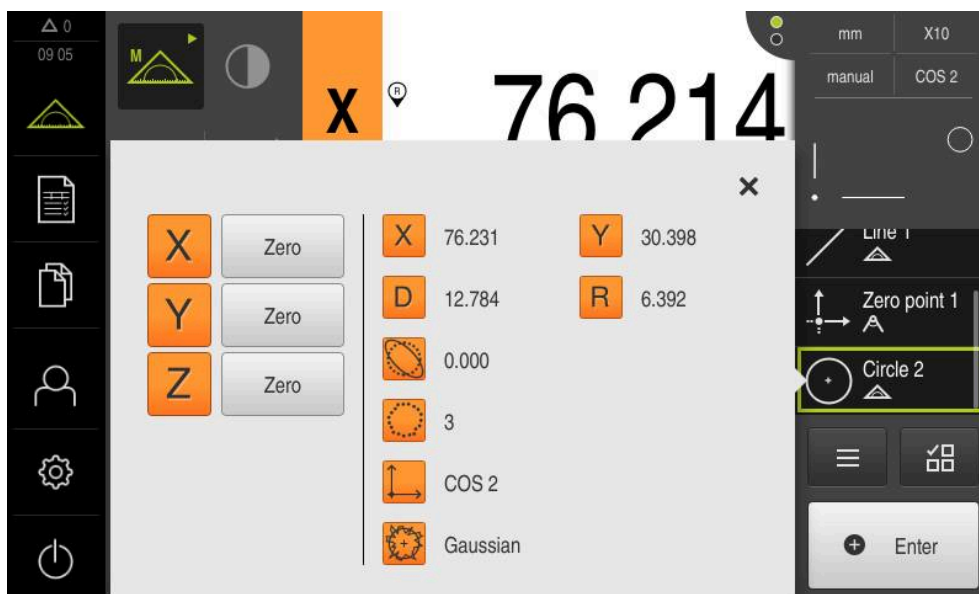 0
09 05
M
X
R
76.214
mm X10
manual COS 2
X Zero
Y Zero
Z Zero
X 76.231 Y 30.398
D 12.784 R 6.392
0.000
3
COS 2
Gaussian
Line 1
Zero point 1
Circle 2
Enter